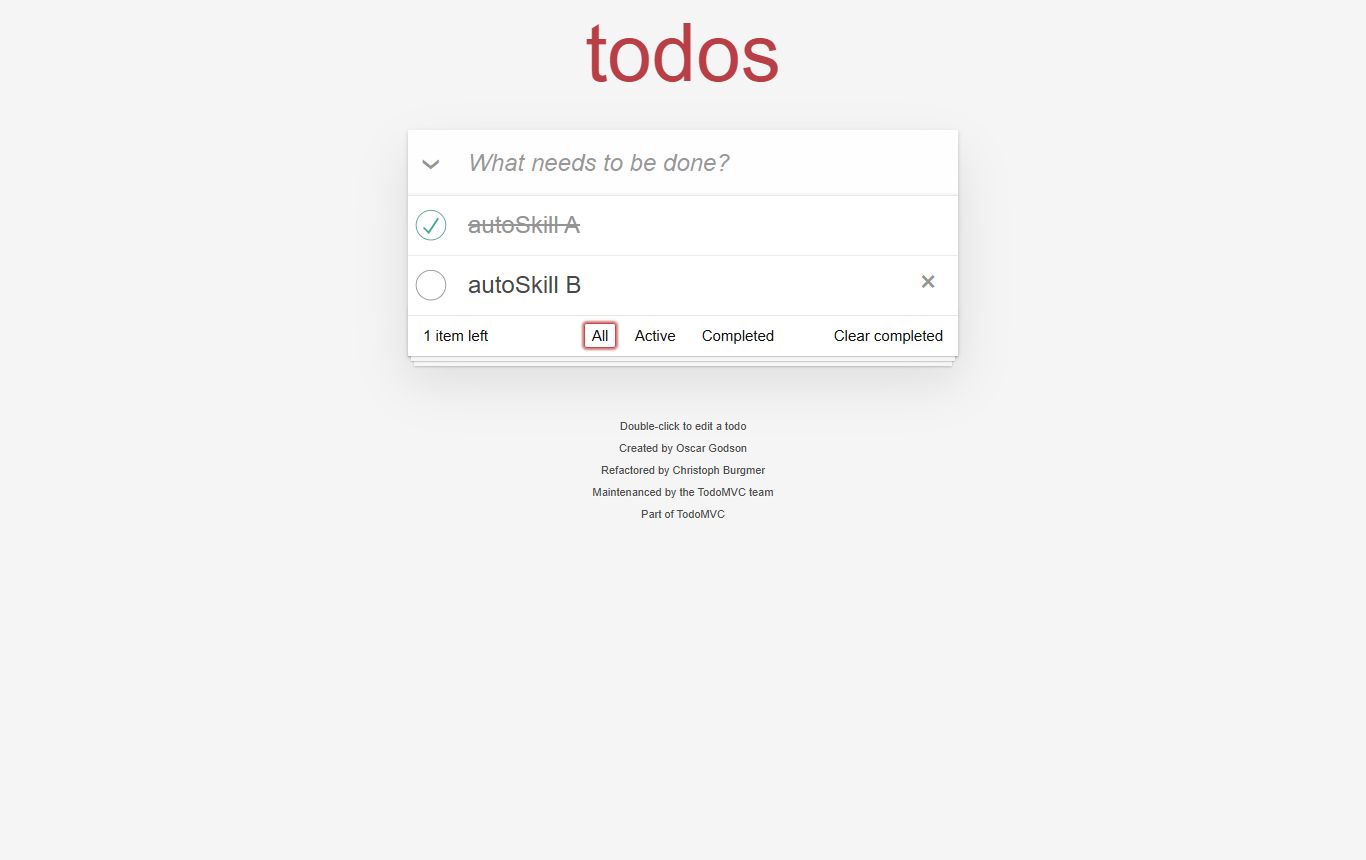 todos
What needs to be done?
autoSkill A
autoSkill B
1 item left All Active Completed Clear completed
Double-click to edit a todo
Created by Oscar Godson
Refactored by Christoph Burgmer
Maintenanced by the TodoMVC team
Part of TodoMVC